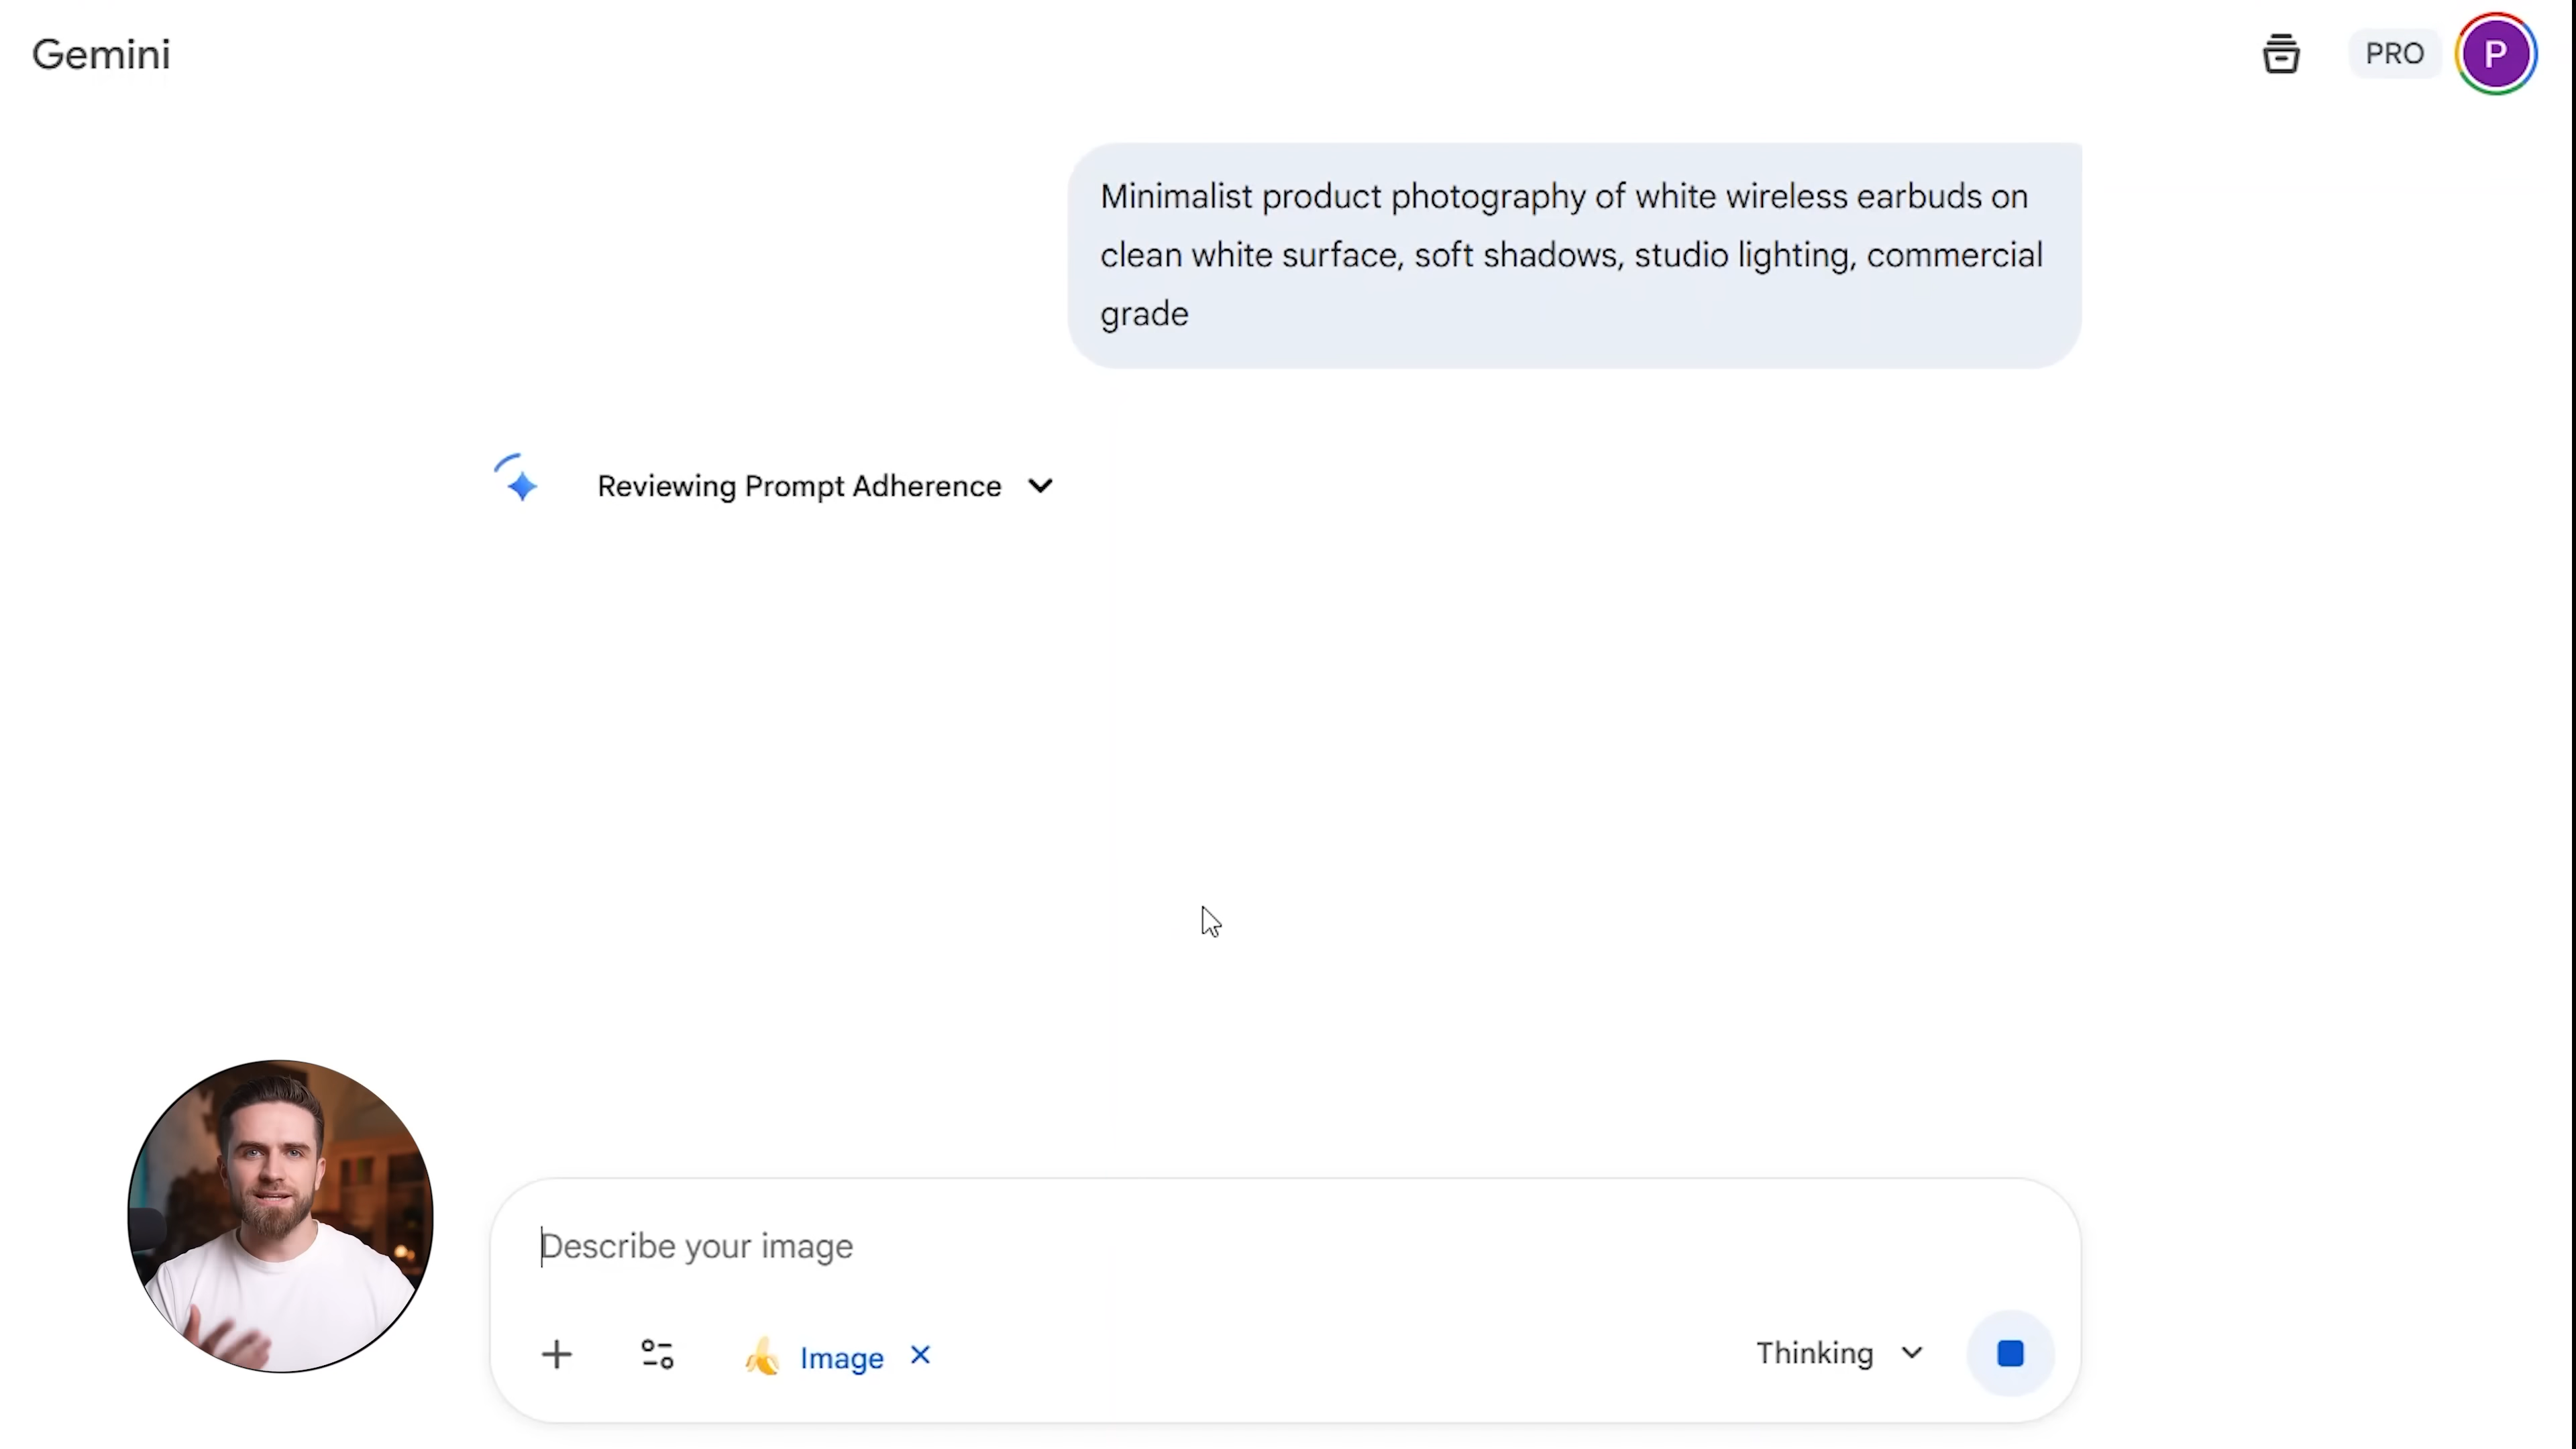 Gemini
PRO
P
Minimalist product photography of white wireless earbuds on
clean white surface, soft shadows, studio lighting, commercial
grade
Reviewing Prompt Adherence
Describe your image
Image
Thinking